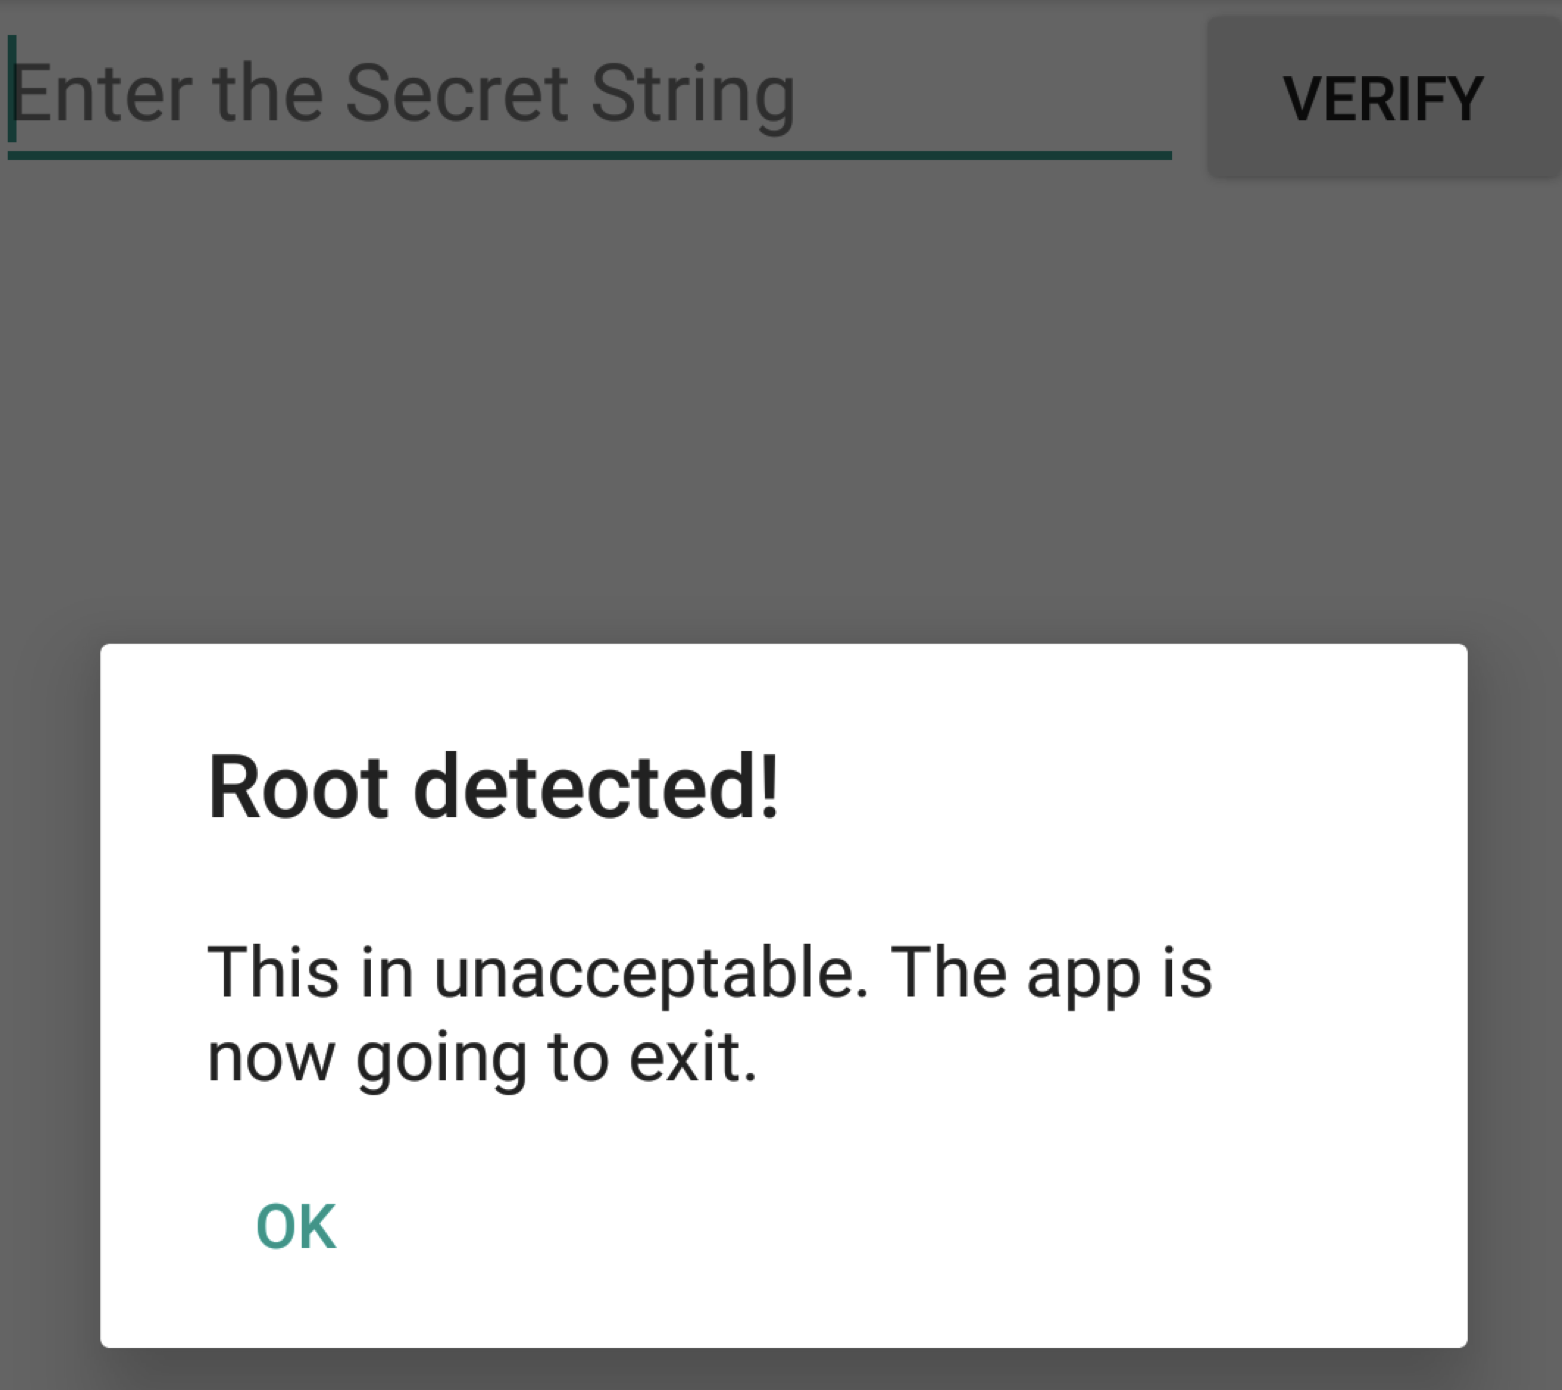 Enter the Secret String
VERIFY
Root detected!
This in unacceptable. The app is
now going to exit.
OK